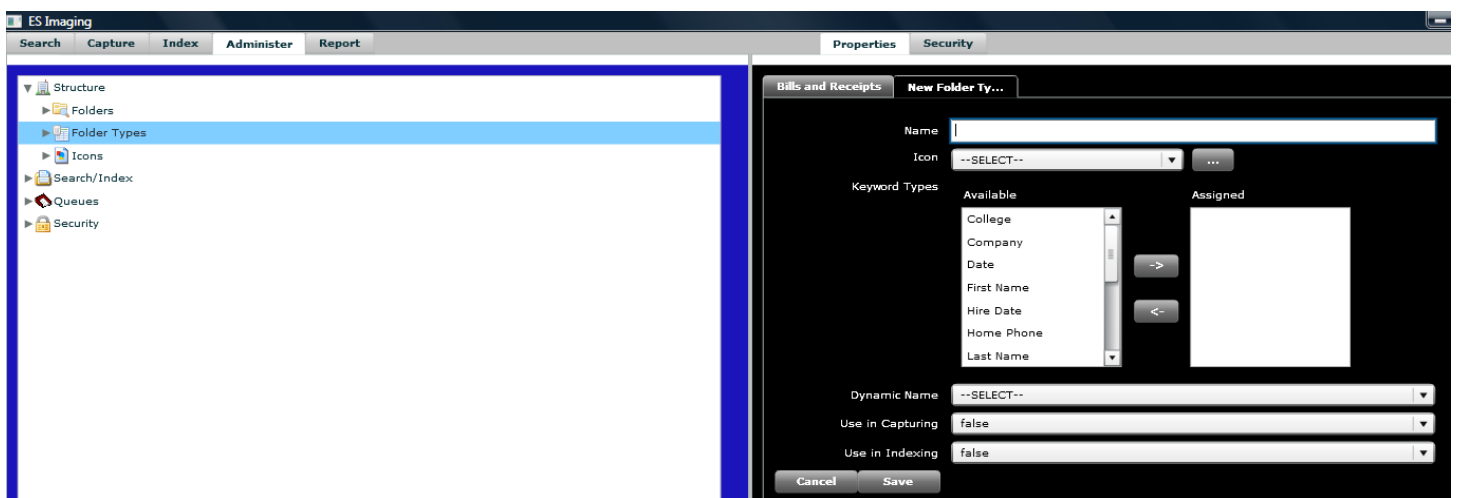 ES Imaging
Search Capture Index Administer Report Properties Security
Structure
Folders
Folder Types
Icons
Search/Index
Queues
Security
Bills and Receipts New Folder Ty...
Name
Icon --SELECT-- ...
Keyword Types
Available Assigned
College
Company
Date
First Name
Hire Date
Home Phone
Last Name
->
<-
Dynamic Name --SELECT--
Use in Capturing false
Use in Indexing false
Cancel Save